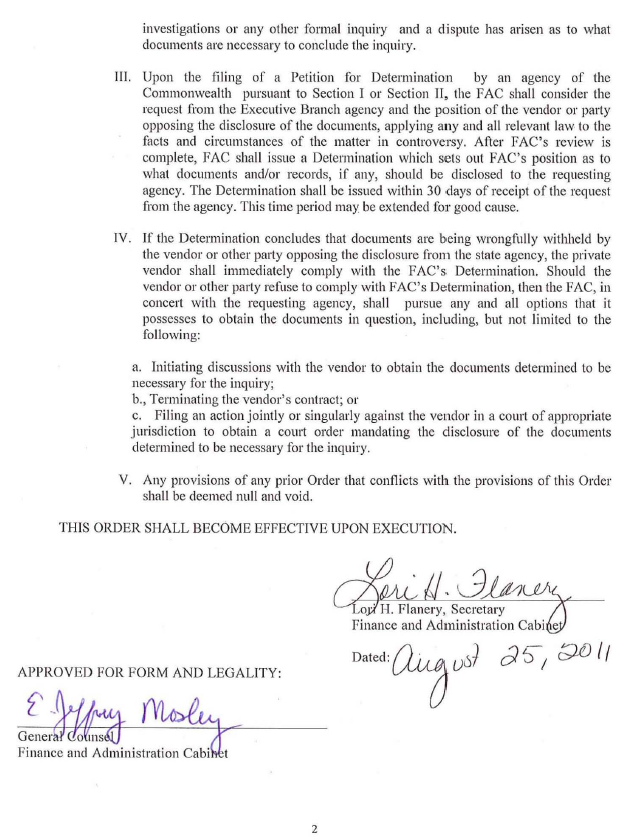 investigations or any other formal inquiry and a dispute has arisen as to what
documents are necessary to conclude the inquiry.
III. Upon the filing of a Petition for Determination by an agency of the
Commonwealth pursuant to Section I or Section II, the FAC shall consider the
request from the Executive Branch agency and the position of the vendor or party
opposing the disclosure of the documents, applying any and all relevant law to the
facts and circumstances of the matter in controversy. After FAC's review is
complete, FAC shall issue a Determination which sets out FAC's position as to
what documents and/or records, if any, should be disclosed to the requesting
agency. The Determination shall be issued within 30 days of receipt of the request
from the agency. This time period may be extended for good cause.
IV. If the Determination concludes that documents are being wrongfully withheld by
the vendor or other party opposing the disclosure from the state agency, the private
vendor shall immediately comply with the FAC's Determination. Should the
vendor or other party refuse to comply with FAC's Determination, then the FAC, in
concert with the requesting agency, shall pursue any and all options that it
possesses to obtain the documents in question, including, but not limited to the
following:
a. Initiating discussions with the vendor to obtain the documents determined to be
necessary for the inquiry;
b., Terminating the vendor's contract; or
c. Filing an action jointly or singularly against the vendor in a court of appropriate
jurisdiction to obtain a court order mandating the disclosure of the documents
determined to be necessary for the inquiry.
V. Any provisions of any prior Order that conflicts with the provisions of this Order
shall be deemed null and void.
THIS ORDER SHALL BECOME EFFECTIVE UPON EXECUTION.
Lori H. Flanery
Lori H. Flanery, Secretary
Finance and Administration Cabinet
Dated: August 25, 2011
APPROVED FOR FORM AND LEGALITY:
E Jeffrey Mosley
General Counsel
Finance and Administration Cabinet
2